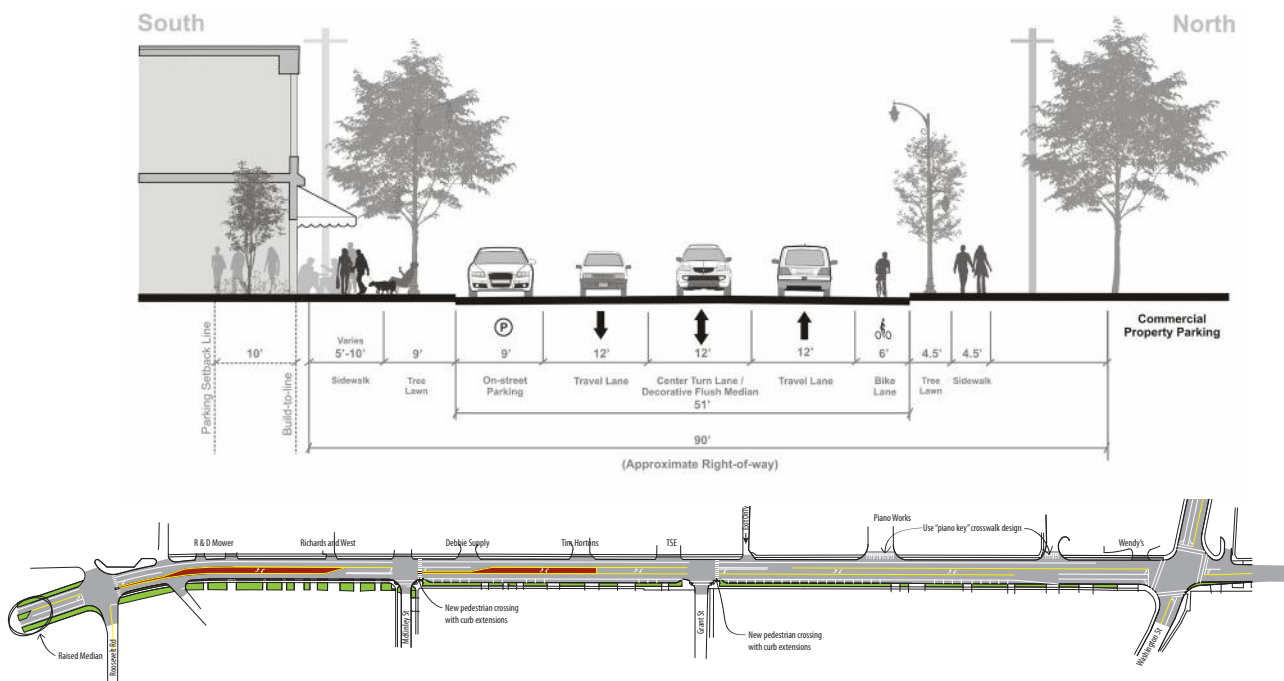 South
North
P
10'
Varies
5'-10'
9'
9'
12'
12'
12'
6'
4.5'
4.5'
Commercial
Property Parking
Sidewalk
Tree
Lawn
On-street
Parking
Travel Lane
Center Turn Lane /
Decorative Flush Median
Travel Lane
Bike
Lane
Tree
Lawn
Sidewalk
51'
Parking Setback Line
Build-to-line
90'
(Approximate Right-of-way)
R & D Mower
Richards and West
Debbie Supply
Tim Hortons
TSE
Piano Works
Use "piano key" crosswalk design
Wendy's
New pedestrian crossing
with curb extensions
New pedestrian crossing
with curb extensions
Raised Median
Roosevelt Rd
McKinley St
Grant St
Washington St